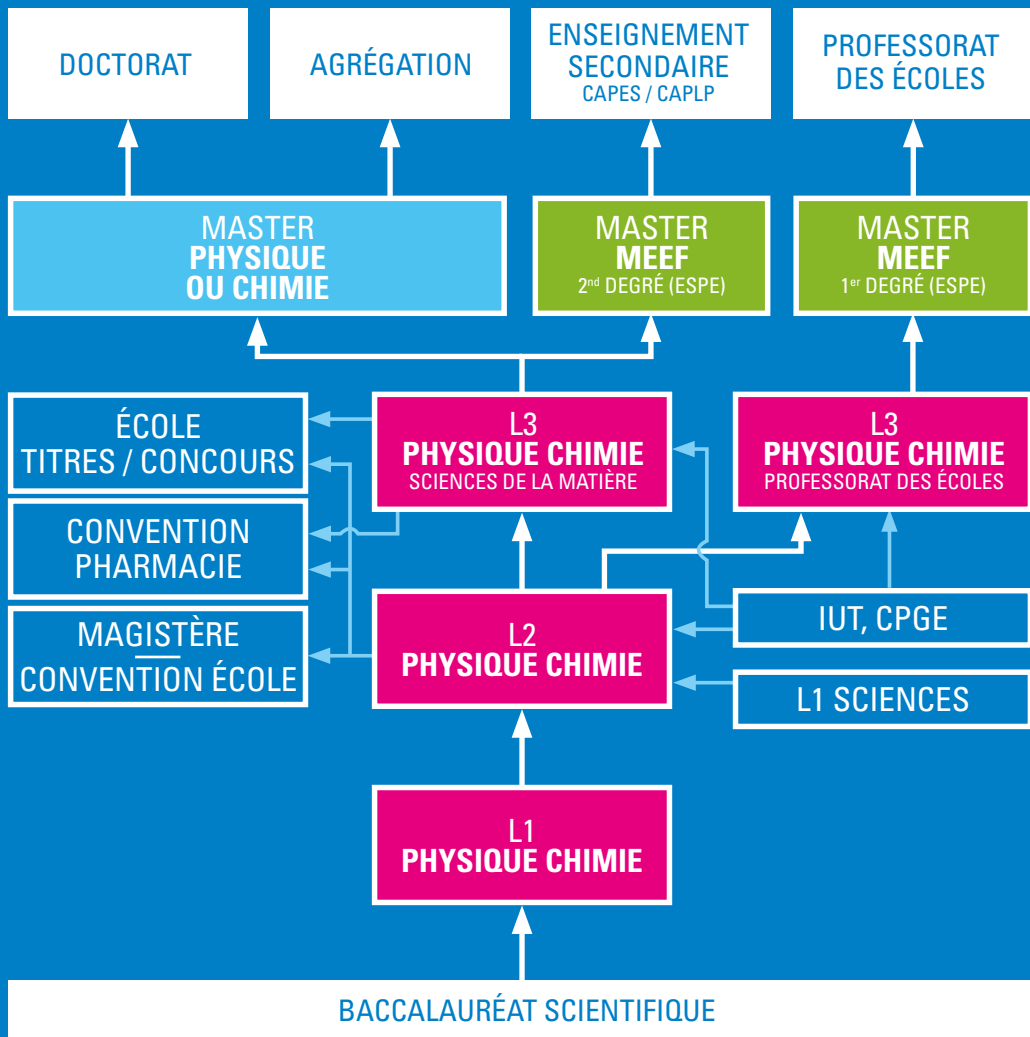 DOCTORAT
AGRÉGATION
ENSEIGNEMENT
SECONDAIRE
CAPES / CAPLP
PROFESSORAT
DES ÉCOLES
MASTER
PHYSIQUE
OU CHIMIE
MASTER
MEEF
2nd DEGRÉ (ESPE)
MASTER
MEEF
1er DEGRÉ (ESPE)
ÉCOLE
TITRES / CONCOURS
L3
PHYSIQUE CHIMIE
SCIENCES DE LA MATIÈRE
L3
PHYSIQUE CHIMIE
PROFESSORAT DES ÉCOLES
CONVENTION
PHARMACIE
MAGISTÈRE
CONVENTION ÉCOLE
L2
PHYSIQUE CHIMIE
IUT, CPGE
L1 SCIENCES
L1
PHYSIQUE CHIMIE
BACCALAURÉAT SCIENTIFIQUE